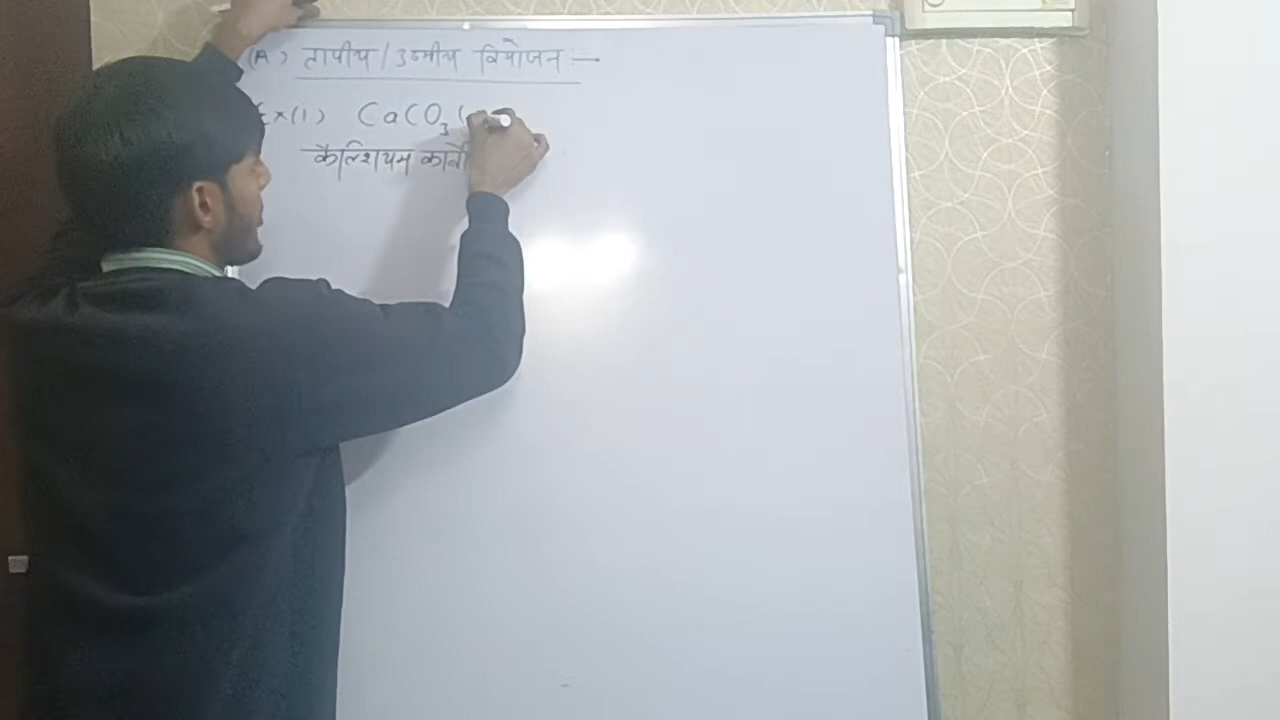 (A) तापीय / उष्मीय वियोजन :—
Ex(1) CaCO₃(
कैल्शियम कार्बो